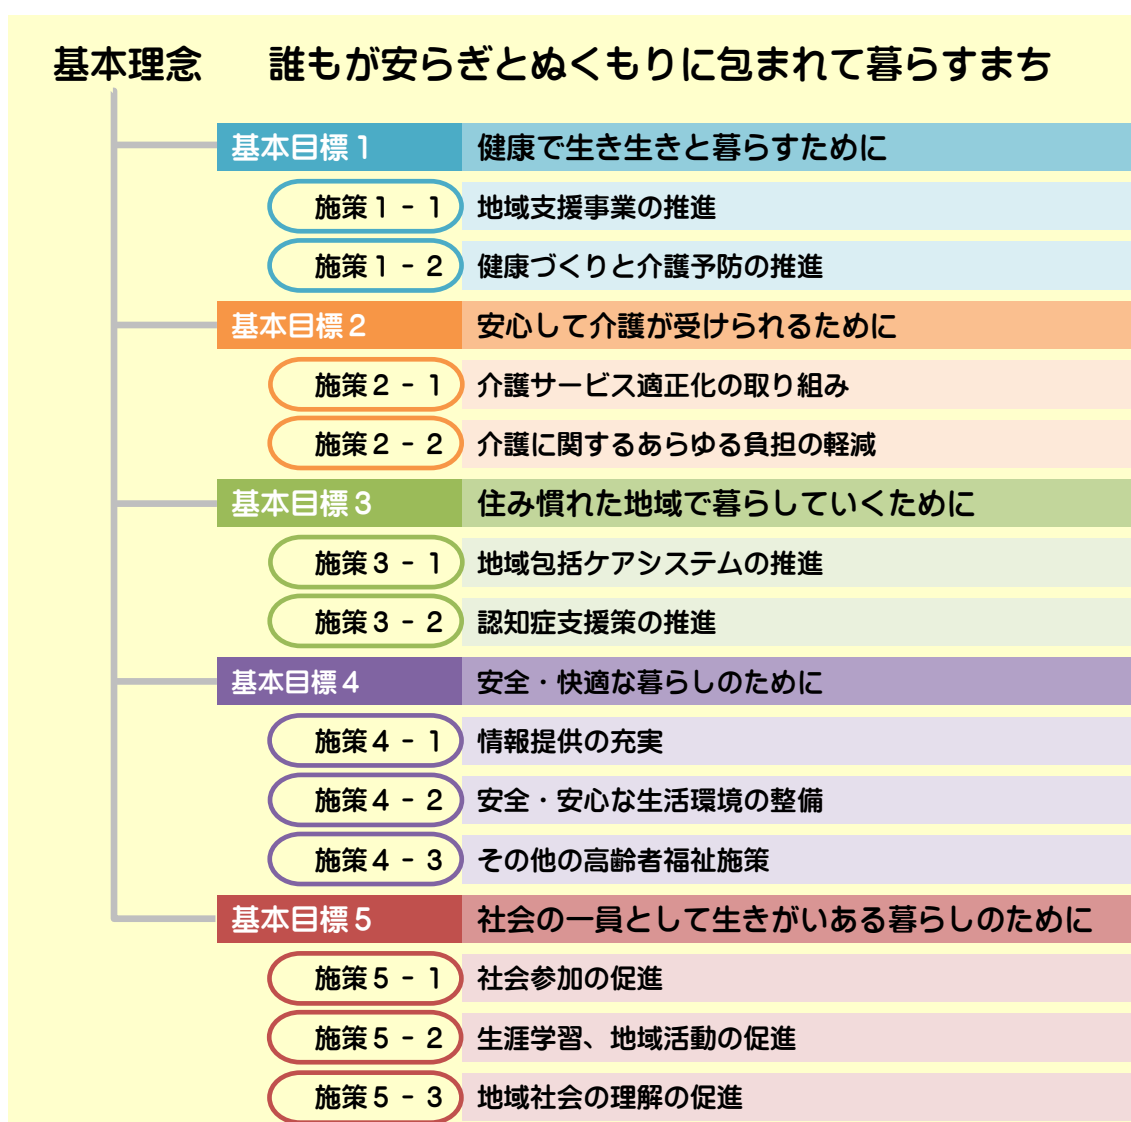 基本理念　誰もが安らぎとぬくもりに包まれて暮らすまち
基本目標１　健康で生き生きと暮らすために
施策１‐１　地域支援事業の推進
施策１‐２　健康づくりと介護予防の推進
基本目標２　安心して介護が受けられるために
施策２‐１　介護サービス適正化の取り組み
施策２‐２　介護に関するあらゆる負担の軽減
基本目標３　住み慣れた地域で暮らしていくために
施策３‐１　地域包括ケアシステムの推進
施策３‐２　認知症支援策の推進
基本目標４　安全・快適な暮らしのために
施策４‐１　情報提供の充実
施策４‐２　安全・安心な生活環境の整備
施策４‐３　その他の高齢者福祉施策
基本目標５　社会の一員として生きがいある暮らしのために
施策５‐１　社会参加の促進
施策５‐２　生涯学習、地域活動の促進
施策５‐３　地域社会の理解の促進